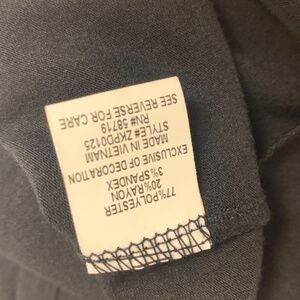 77%POLYESTER
20%RAYON
3%SPANDEX
EXCLUSIVE OF DECORATION
MADE IN VIETNAM
STYLE# ZKPD0125
RN# 58719
SEE REVERSE FOR CARE